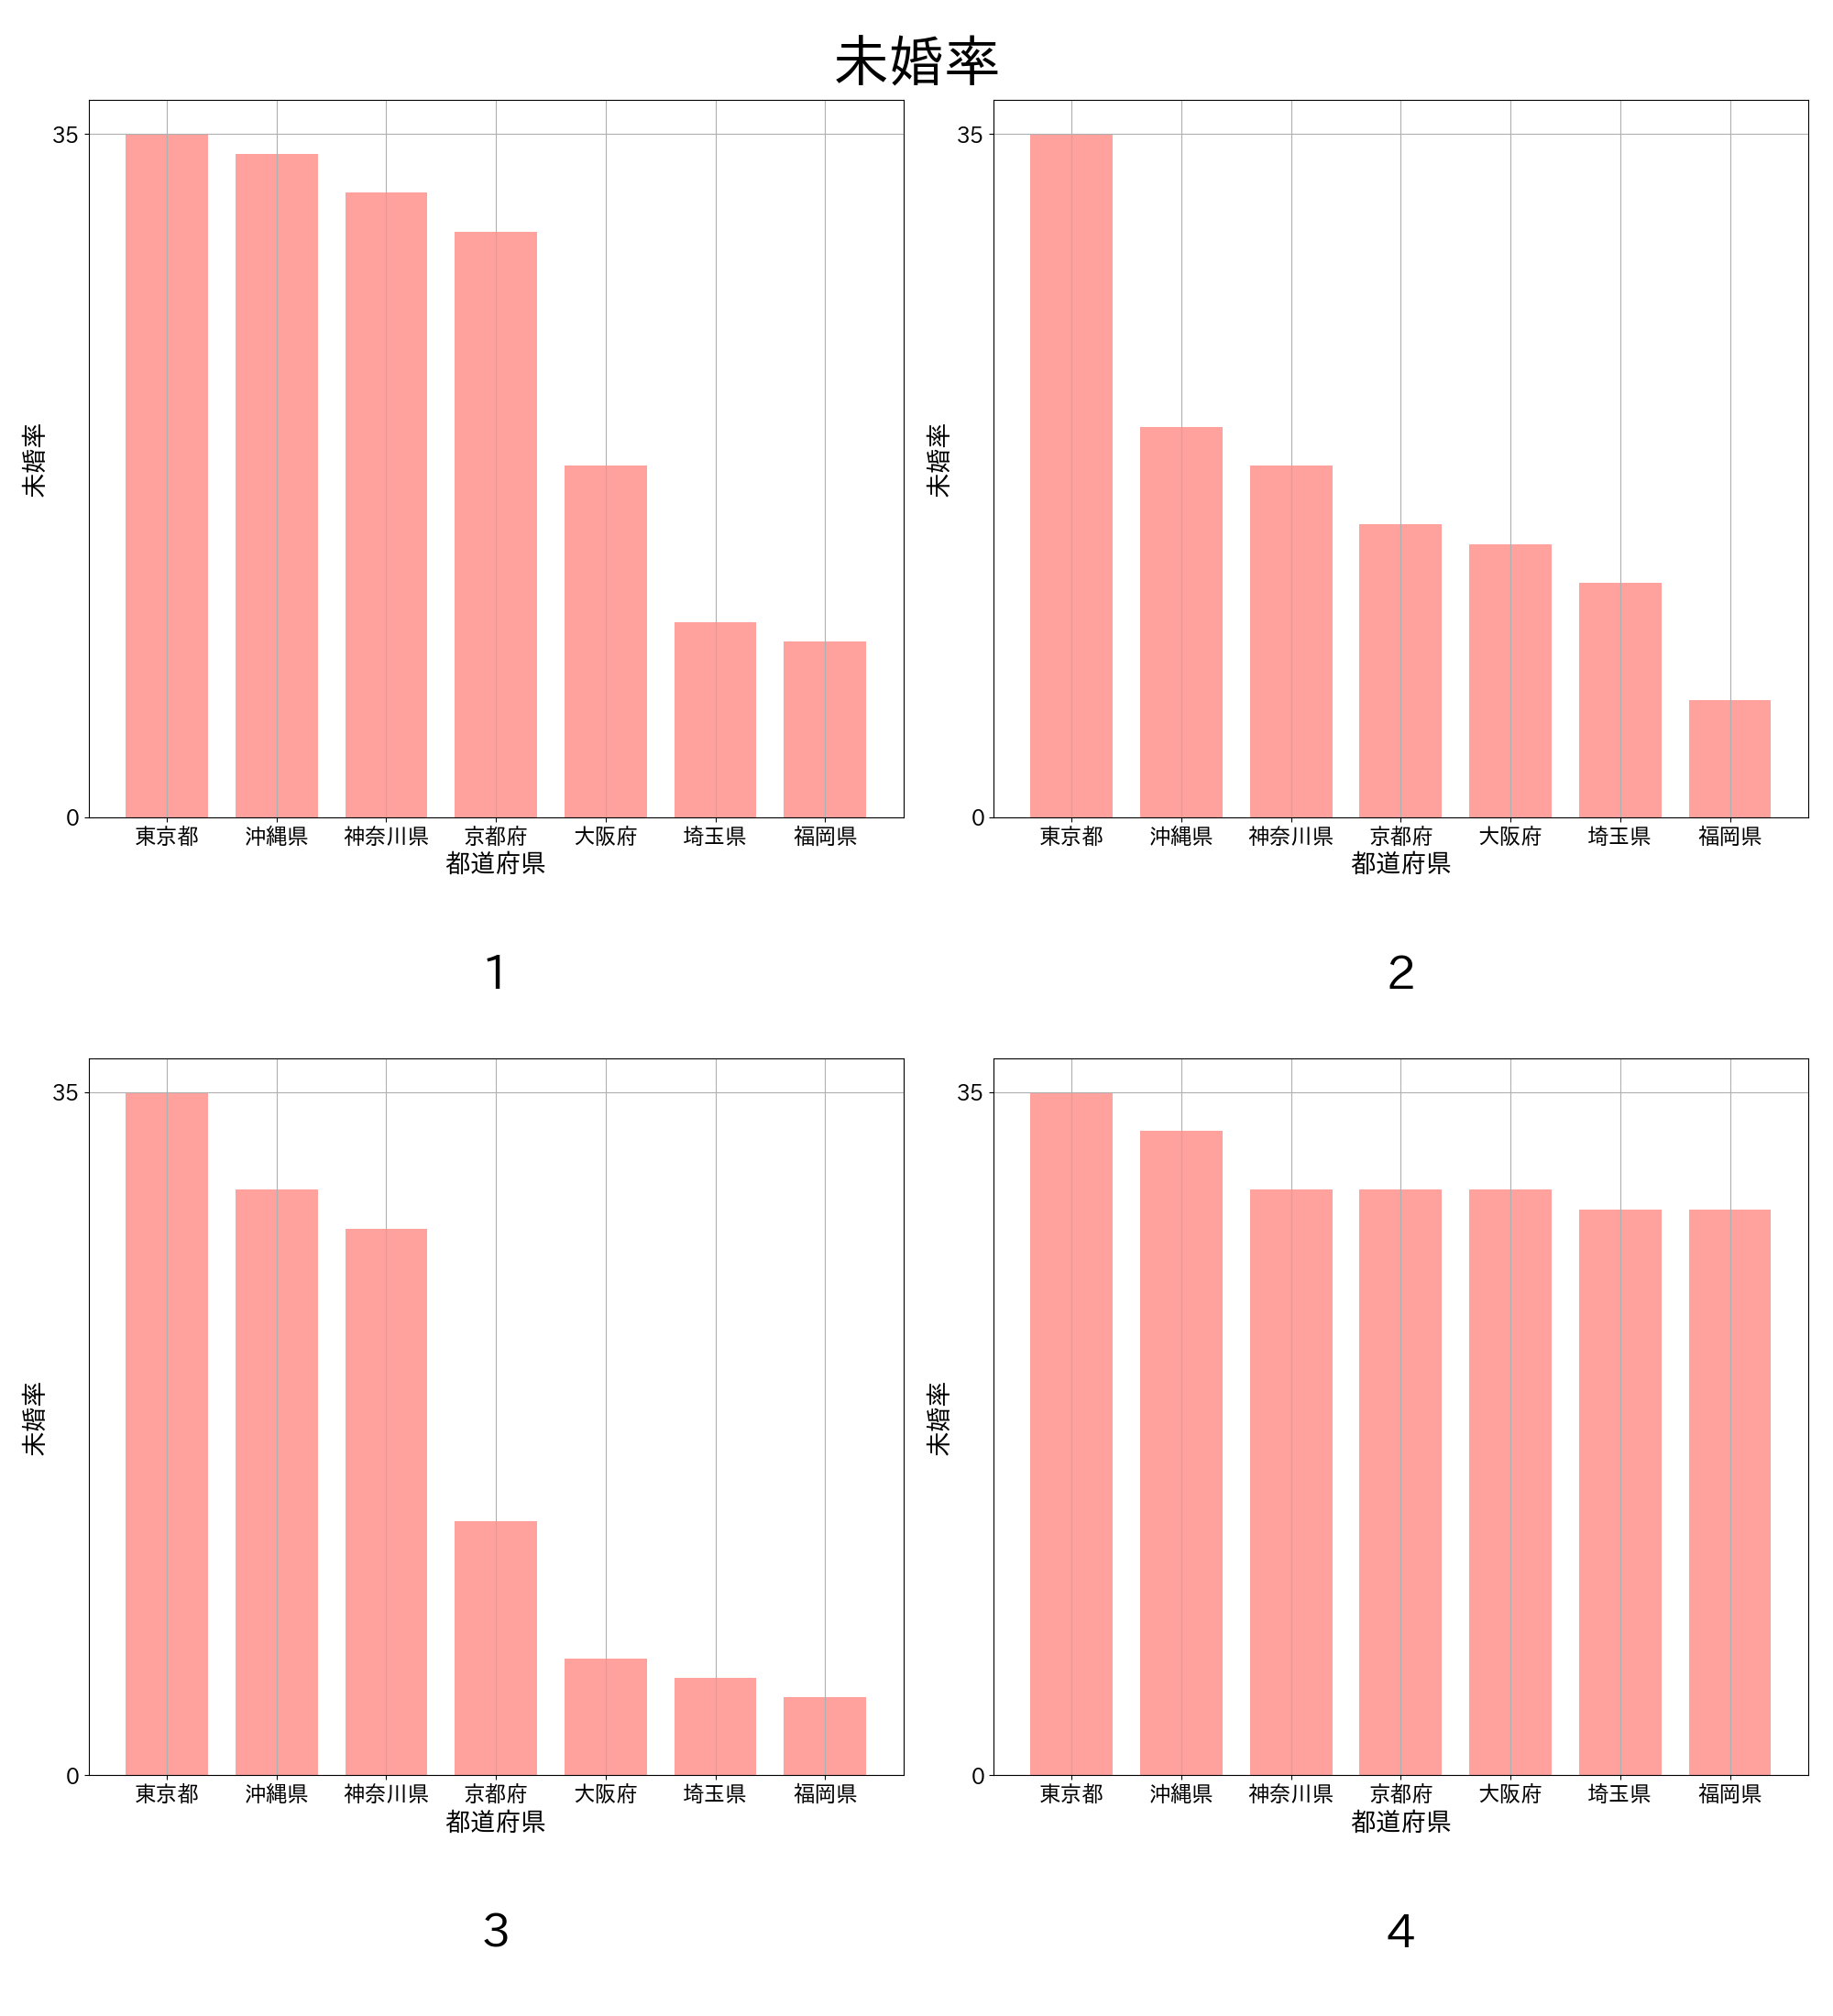 未婚率
35
0
未婚率
東京都 沖縄県 神奈川県 京都府 大阪府 埼玉県 福岡県
都道府県
1
35
0
未婚率
東京都 沖縄県 神奈川県 京都府 大阪府 埼玉県 福岡県
都道府県
2
35
0
未婚率
東京都 沖縄県 神奈川県 京都府 大阪府 埼玉県 福岡県
都道府県
3
35
0
未婚率
東京都 沖縄県 神奈川県 京都府 大阪府 埼玉県 福岡県
都道府県
4